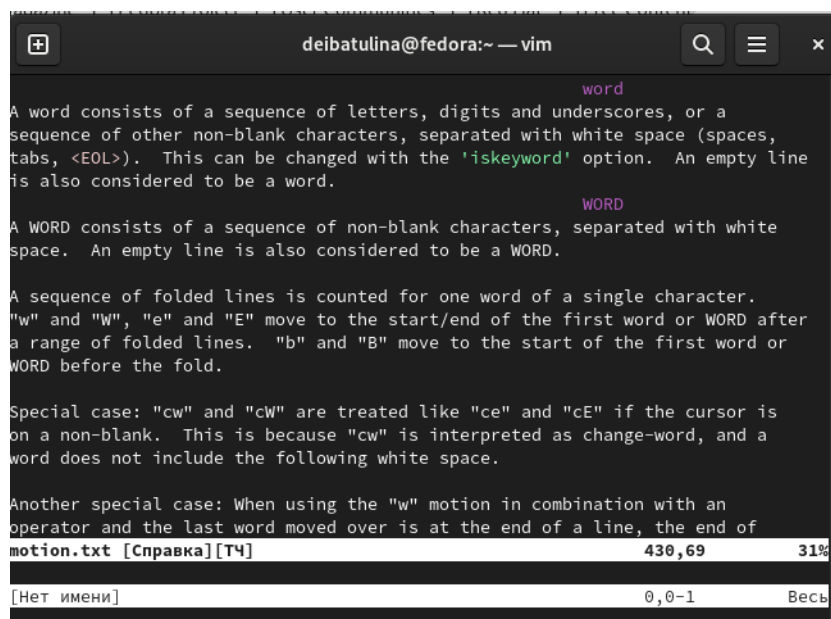 deibatulina@fedora:~ — vim
word
A word consists of a sequence of letters, digits and underscores, or a
sequence of other non-blank characters, separated with white space (spaces,
tabs, <EOL>).  This can be changed with the 'iskeyword' option.  An empty line
is also considered to be a word.
WORD
A WORD consists of a sequence of non-blank characters, separated with white
space.  An empty line is also considered to be a WORD.
A sequence of folded lines is counted for one word of a single character.
"w" and "W", "e" and "E" move to the start/end of the first word or WORD after
a range of folded lines.  "b" and "B" move to the start of the first word or
WORD before the fold.
Special case: "cw" and "cW" are treated like "ce" and "cE" if the cursor is
on a non-blank.  This is because "cw" is interpreted as change-word, and a
word does not include the following white space.
Another special case: When using the "w" motion in combination with an
operator and the last word moved over is at the end of a line, the end of
motion.txt [Справка][ТЧ] 430,69 31%
[Нет имени] 0,0-1 Весь